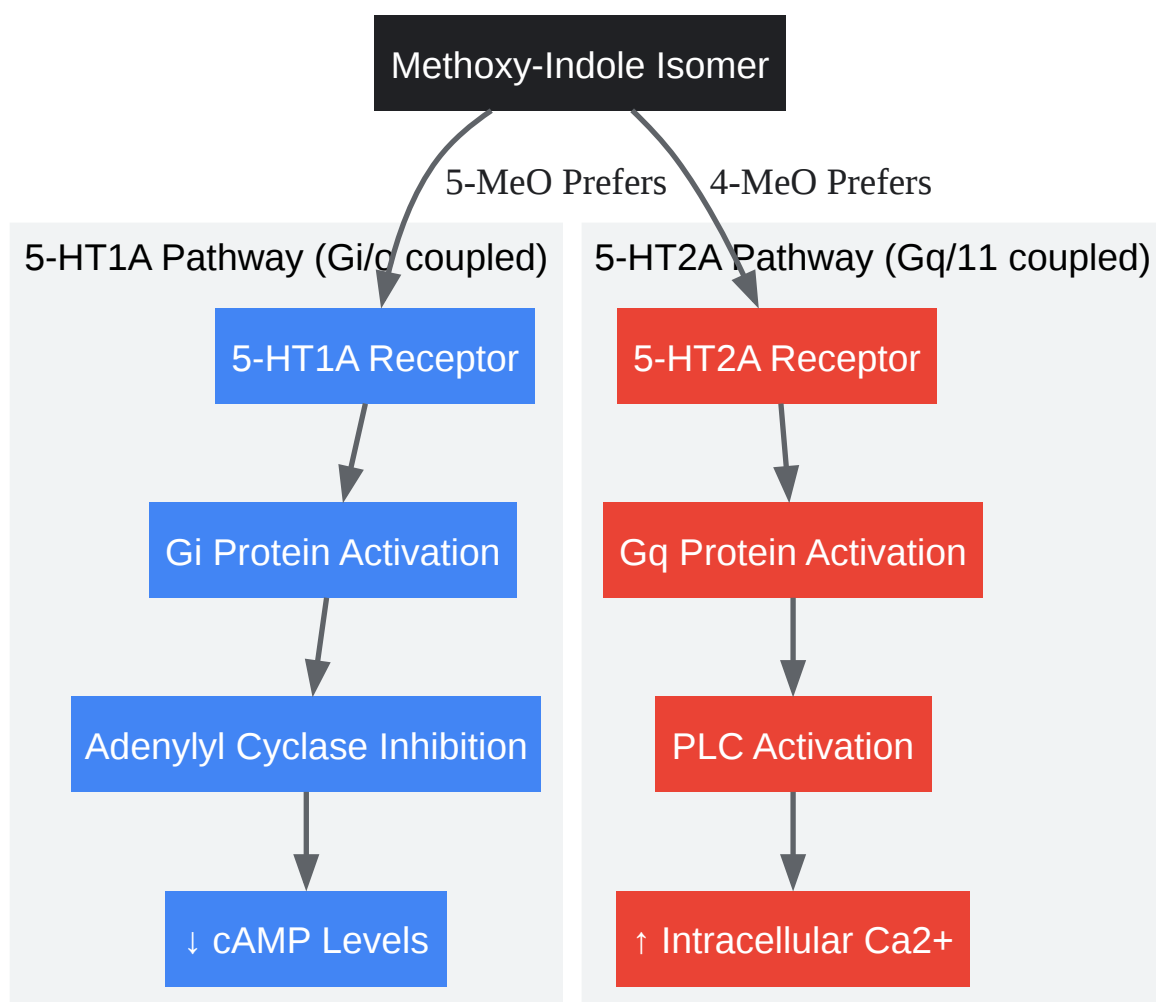 Methoxy-Indole Isomer
5-MeO Prefers
4-MeO Prefers
5-HT1A Pathway (Gi/o coupled)
5-HT1A Receptor
Gi Protein Activation
Adenylyl Cyclase Inhibition
↓ cAMP Levels
5-HT2A Pathway (Gq/11 coupled)
5-HT2A Receptor
Gq Protein Activation
PLC Activation
↑ Intracellular Ca2+